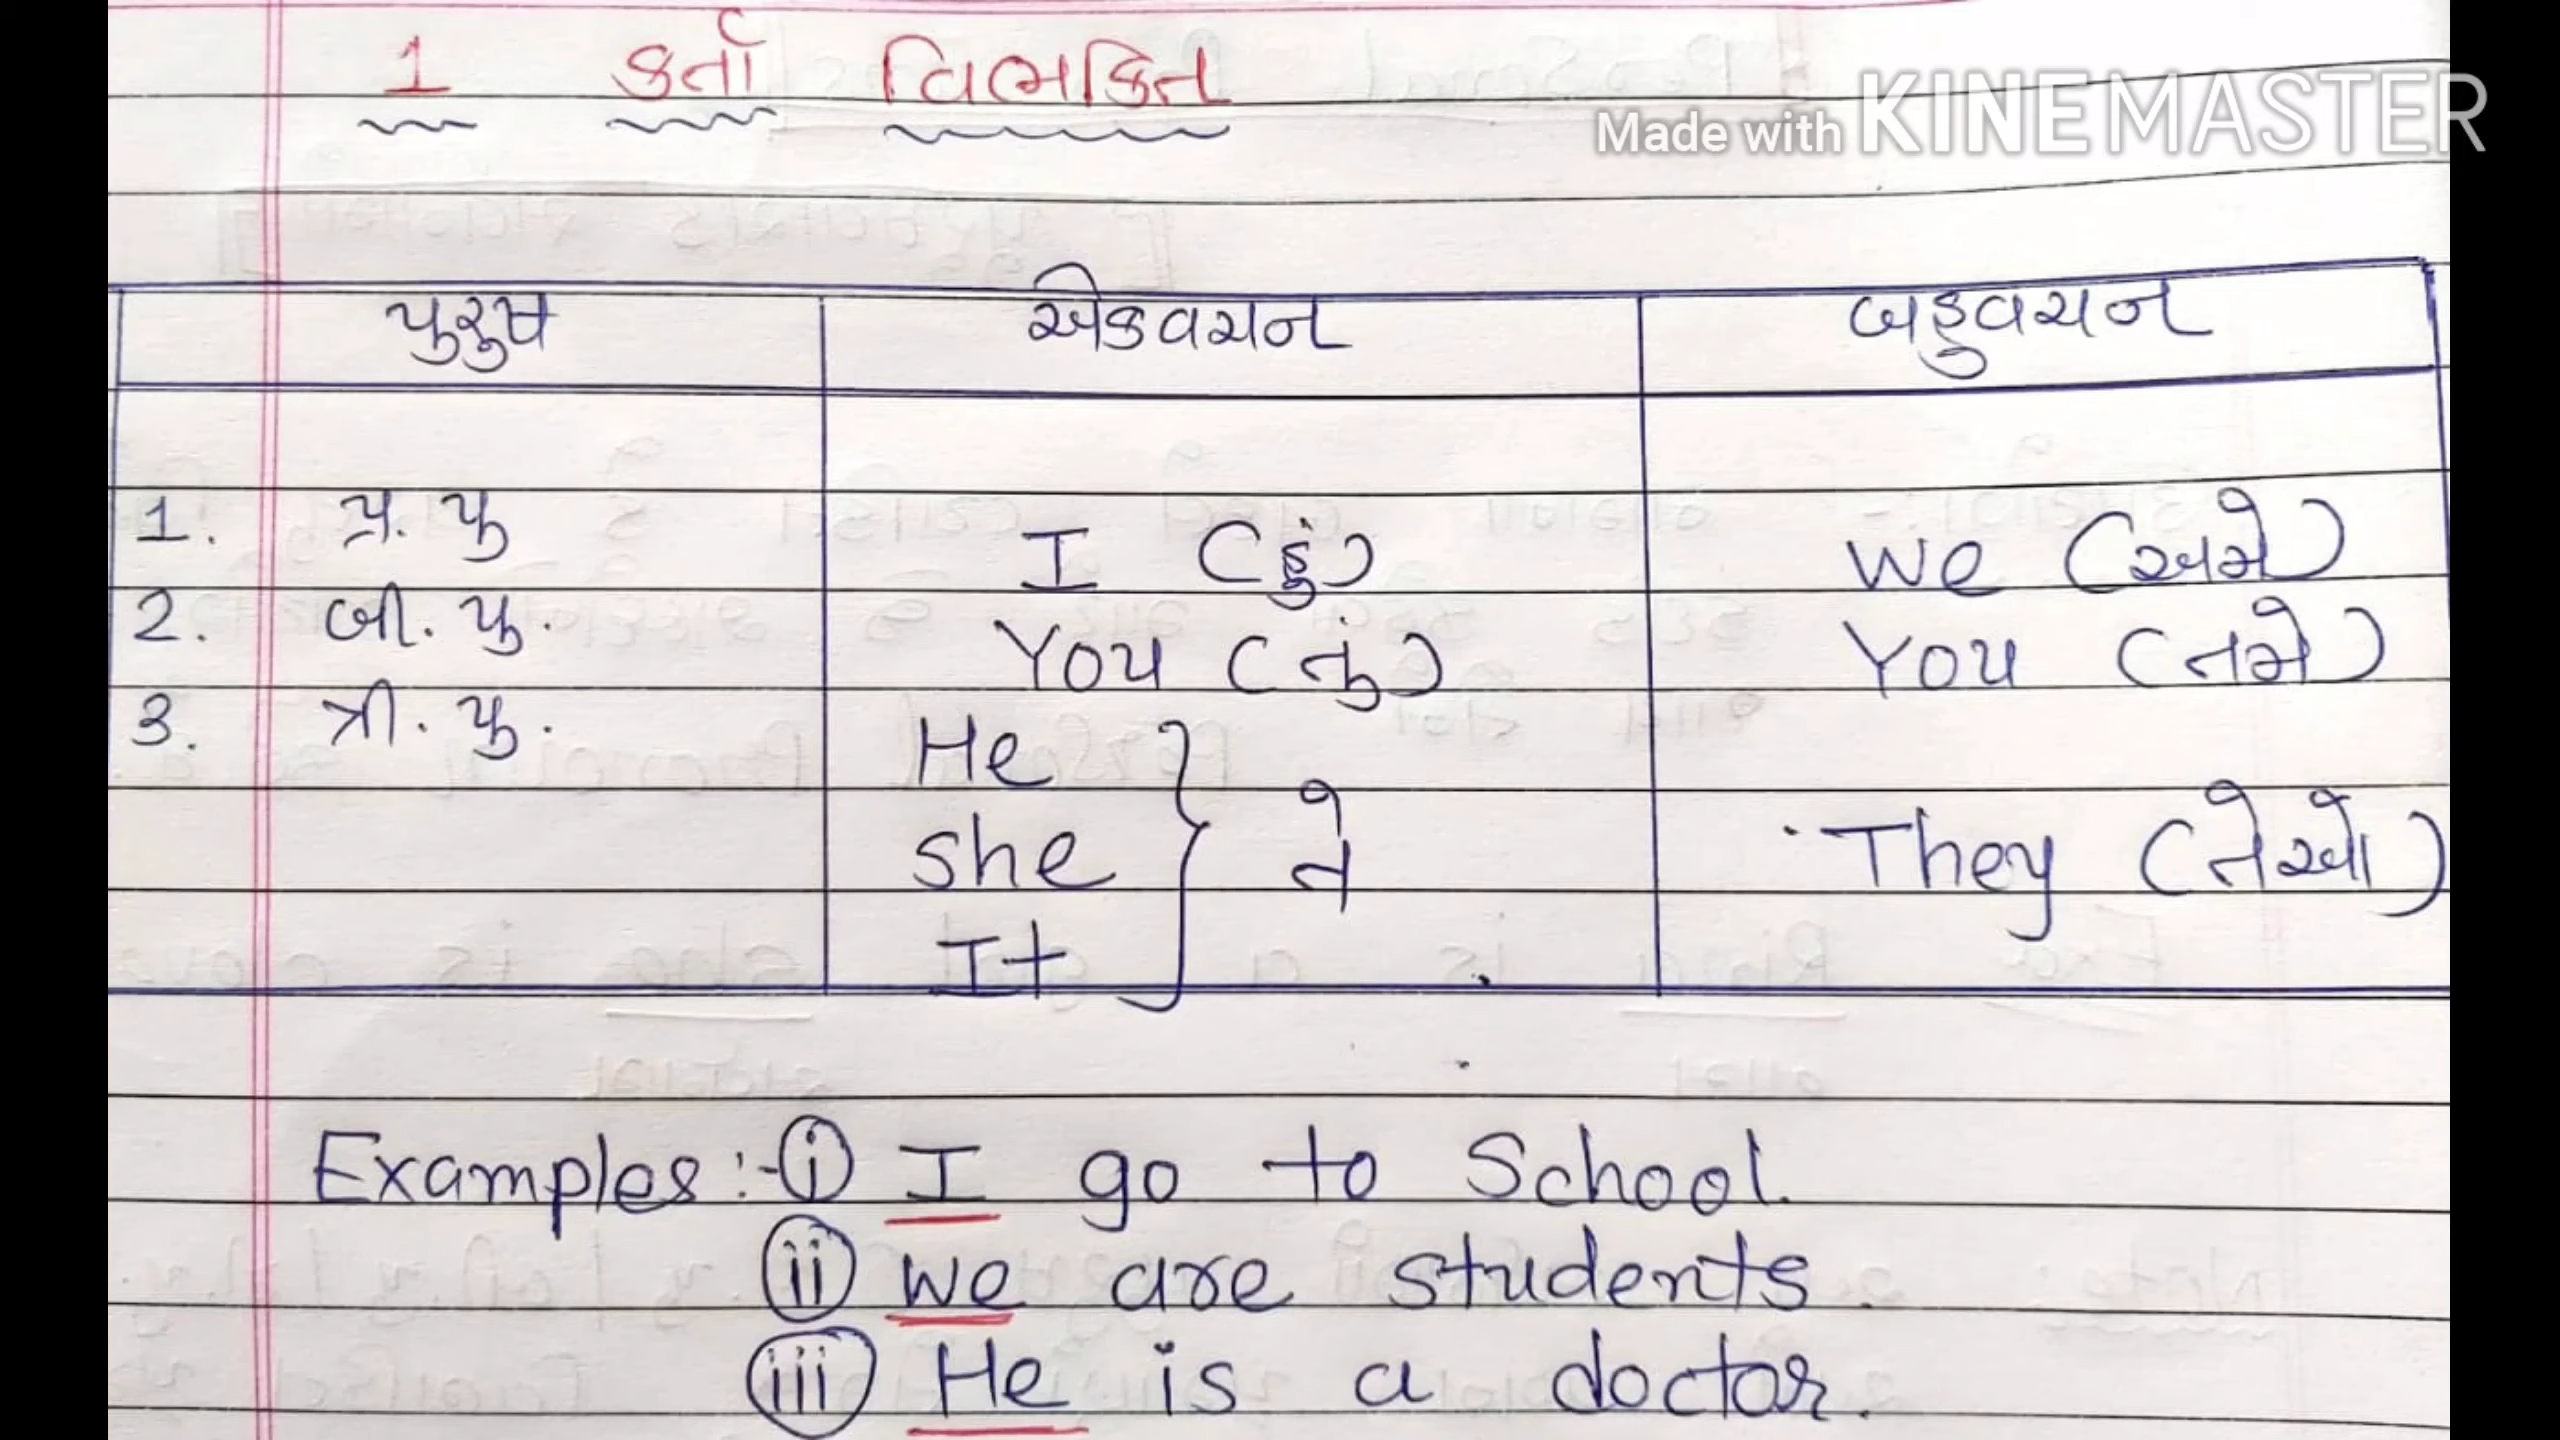 1 કર્તા વિભક્તિ
Made with KINEMASTER
પુરુષ એકવચન બહુવચન
1. પ્ર. પુ I (હું) We (અમે)
2. બી. પુ. You (તું) You (તમે)
3. ત્રી. પુ. He
she તે They (તેઓ)
It
Examples :- (i) I go to School.
(ii) We are students.
(iii) He is a doctor.